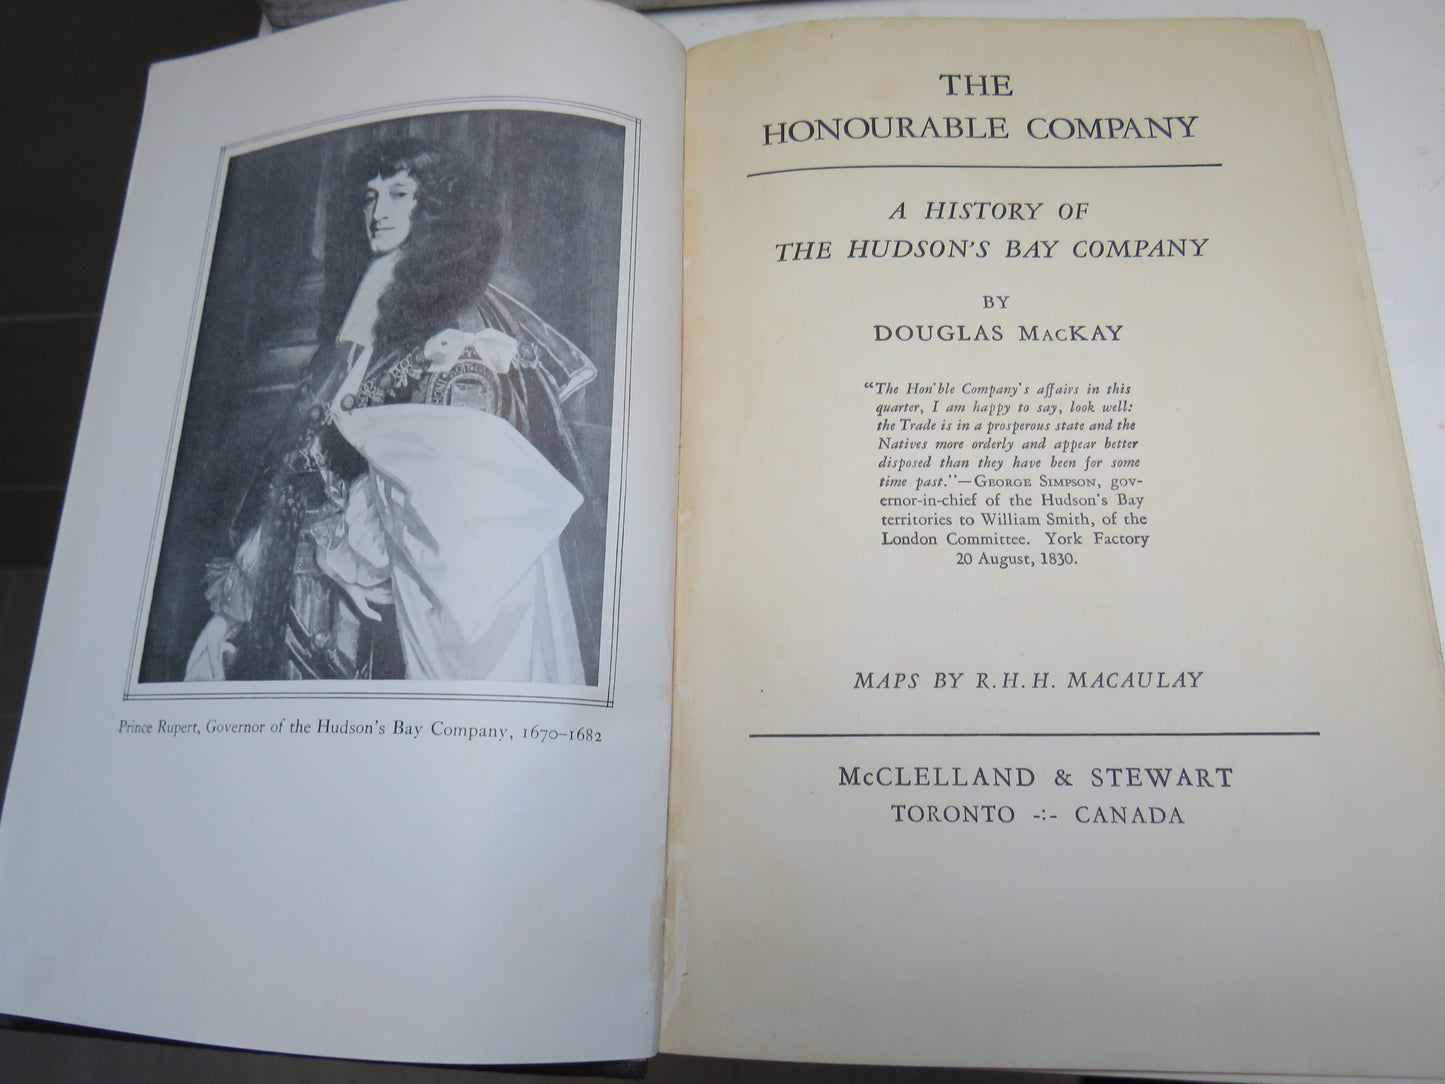 Prince Rupert, Governor of the Hudson's Bay Company, 1670–1682
THE
HONOURABLE COMPANY
A HISTORY OF
THE HUDSON'S BAY COMPANY
BY
DOUGLAS MacKAY
"The Hon'ble Company's affairs in this
quarter, I am happy to say, look well:
the Trade is in a prosperous state and the
Natives more orderly and appear better
disposed than they have been for some
time past."—George Simpson, gov-
ernor-in-chief of the Hudson's Bay
territories to William Smith, of the
London Committee. York Factory
20 August, 1830.
MAPS BY R. H. H. MACAULAY
McCLELLAND & STEWART
TORONTO -:- CANADA